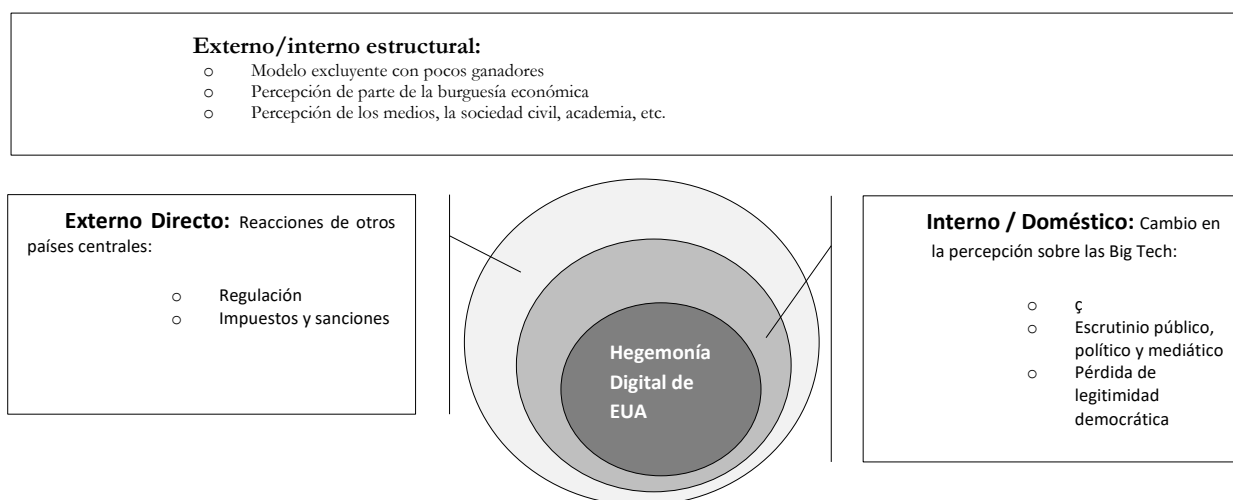 Externo/interno estructural:
o Modelo excluyente con pocos ganadores
o Percepción de parte de la burguesía económica
o Percepción de los medios, la sociedad civil, academia, etc.
Externo Directo: Reacciones de otros
países centrales:
o Regulación
o Impuestos y sanciones
Hegemonía
Digital de
EUA
Interno / Doméstico: Cambio en
la percepción sobre las Big Tech:
o ç
o Escrutinio público,
político y mediático
o Pérdida de
legitimidad
democrática